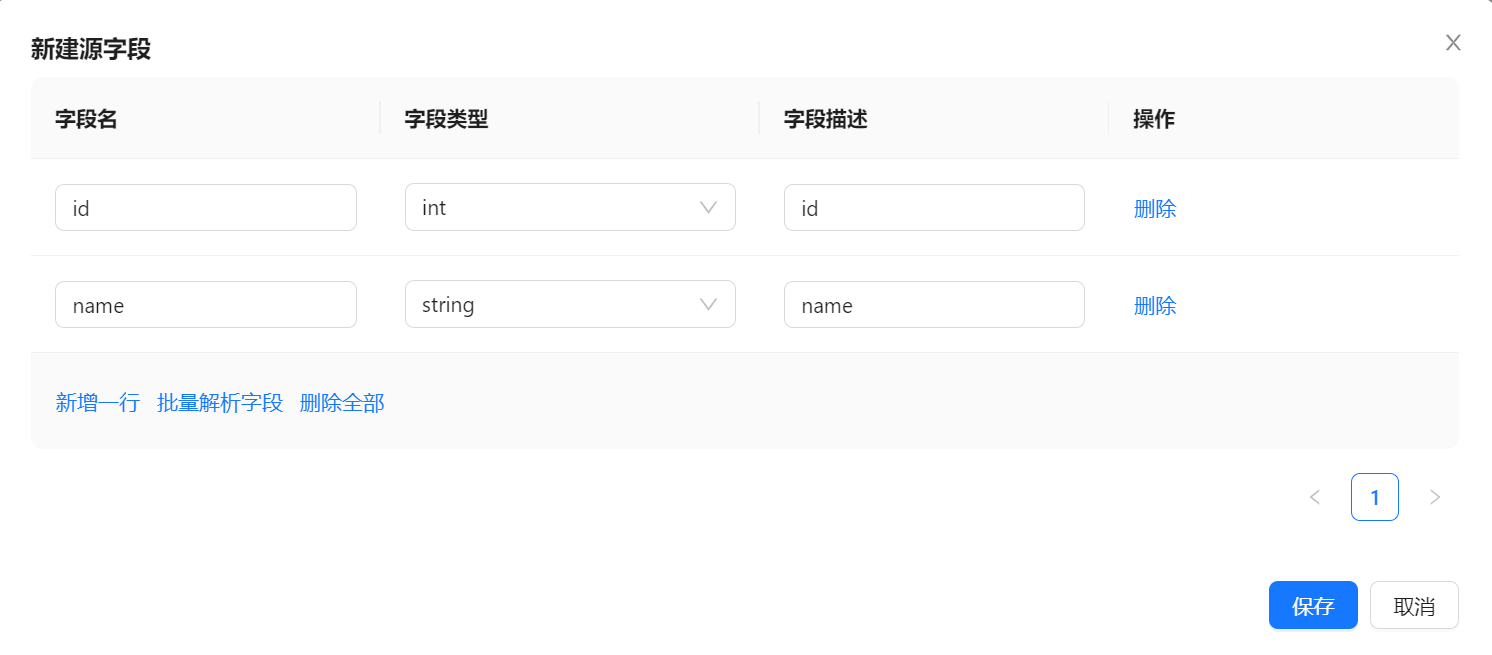 新建源字段
字段名 字段类型 字段描述 操作
id int id 删除
name string name 删除
新增一行 批量解析字段 删除全部
1
保存 取消